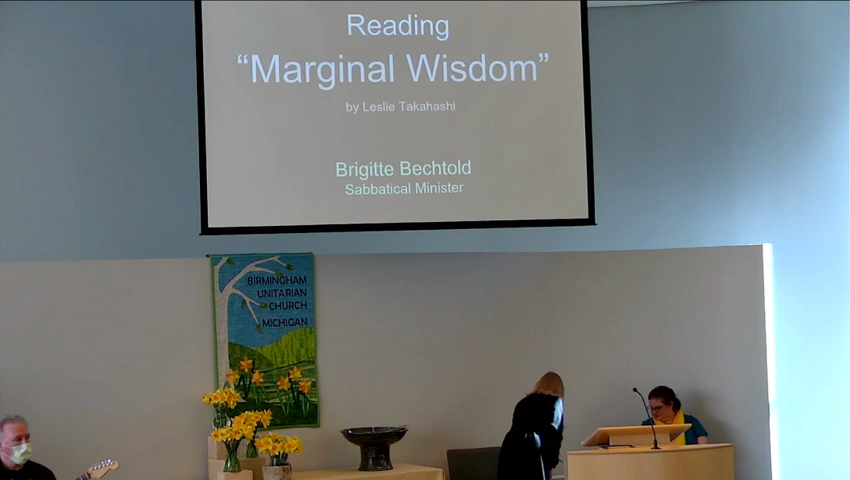 Reading
“Marginal Wisdom”
by Leslie Takahashi
Brigitte Bechtold
Sabbatical Minister
BIRMINGHAM
UNITARIAN
CHURCH
MICHIGAN